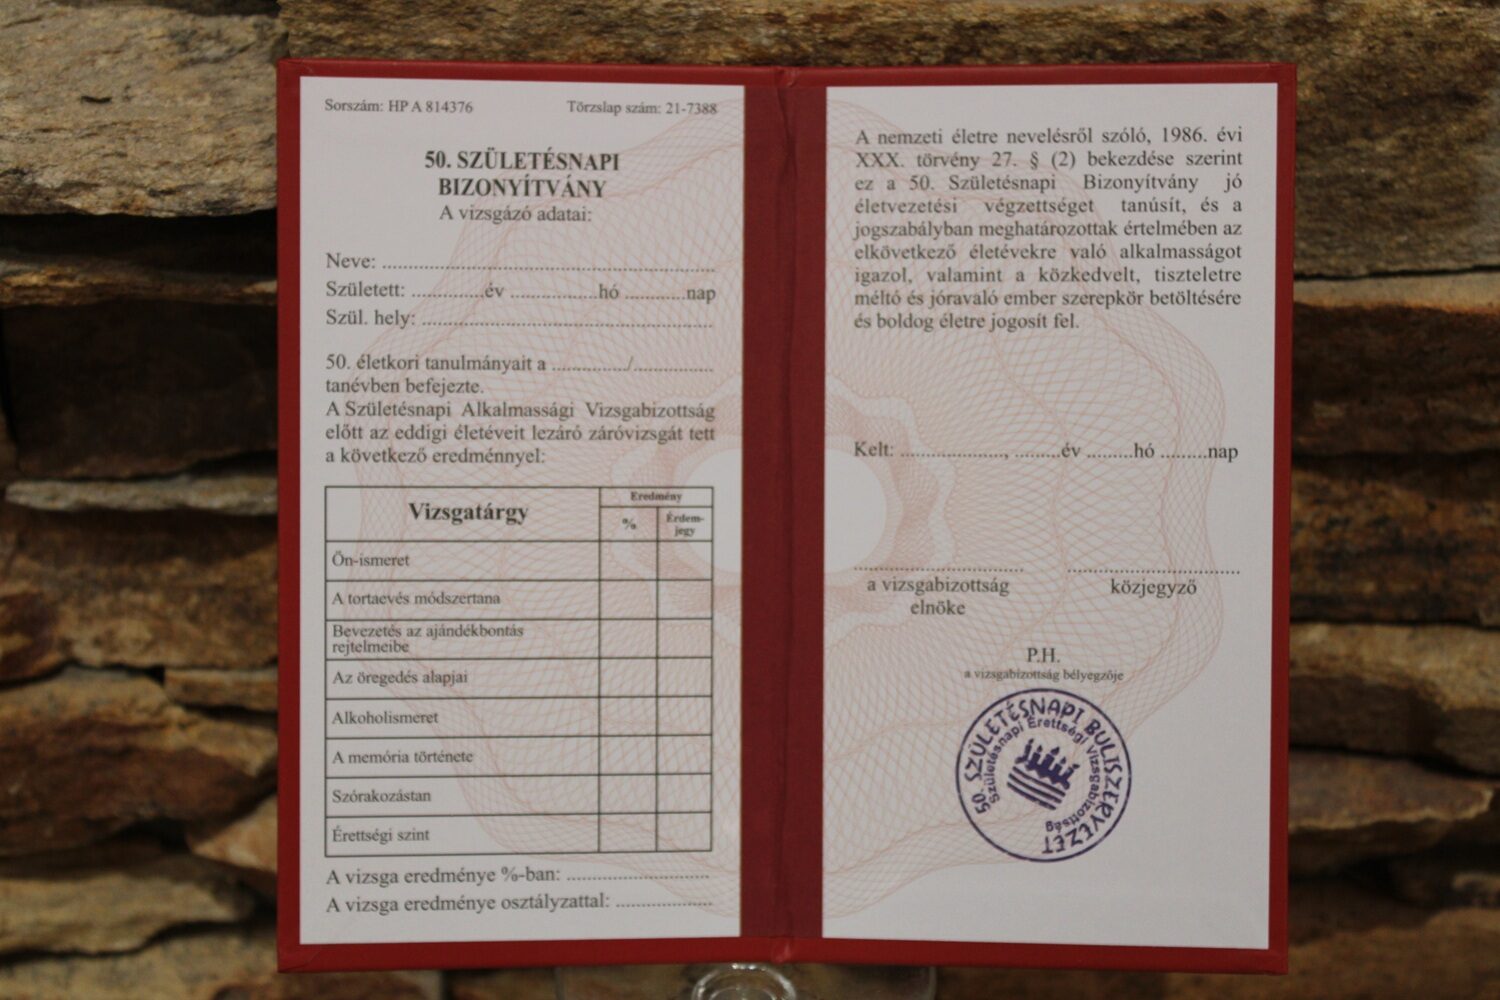 Sorszám: HP A 814376
Törzslap szám: 21-7388
50. SZÜLETÉSNAPI
BIZONYÍTVÁNY
A vizsgázó adatai:
Neve: ..............................................................
Született: .............év ................hó ...........nap
Szül. hely: .....................................................
50. életkori tanulmányait a ............../...............
tanévben befejezte.
A Születésnapi Alkalmassági Vizsgabizottság
előtt az eddigi életéveit lezáró záróvizsgát tett
a következő eredménnyel:
Vizsgatárgy
Eredmény
%
Érdem-
jegy
Ön-ismeret
A tortaevés módszertana
Bevezetés az ajándékbontás
rejtelmeibe
Az öregedés alapjai
Alkoholismeret
A memória története
Szórakozástan
Érettségi szint
A vizsga eredménye %-ban: ..........................
A vizsga eredménye osztályzattal: ..................
A nemzeti életre nevelésről szóló, 1986. évi
XXX. törvény 27. § (2) bekezdése szerint
ez a 50. Születésnapi Bizonyítvány jó
életvezetési végzettséget tanúsít, és a
jogszabályban meghatározottak értelmében az
elkövetkező életévekre való alkalmasságot
igazol, valamint a közkedvelt, tiszteletre
méltó és jóravaló ember szerepkör betöltésére
és boldog életre jogosít fel.
Kelt: ...................., .........év .........hó .........nap
a vizsgabizottság
elnöke
közjegyző
P.H.
a vizsgabizottság bélyegzője
50. SZÜLETÉSNAPI BULISZERVEZET
Születésnapi Érettségi Vizsgabizottság